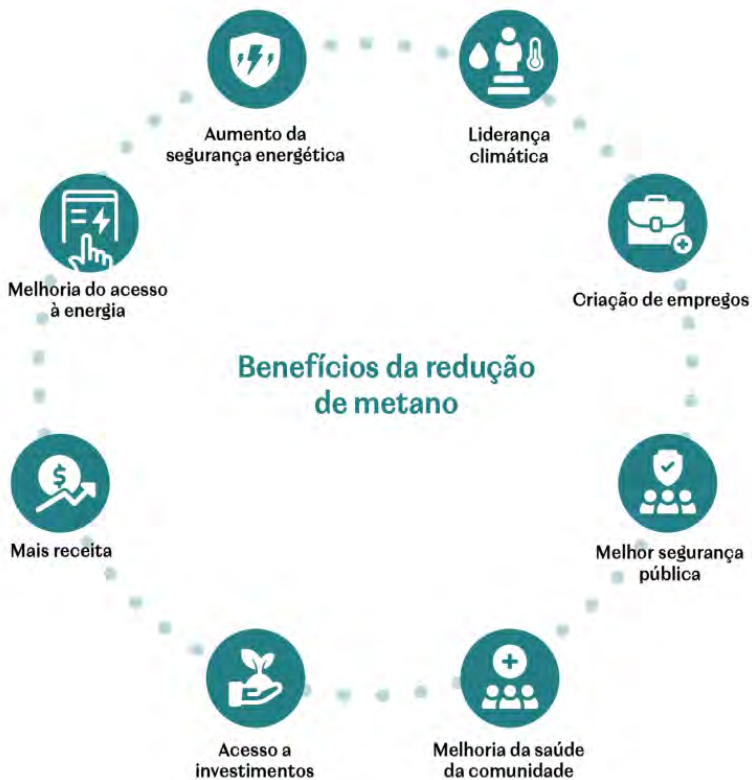 Aumento da
segurança energética
Liderança
climática
Melhoria do acesso
à energia
Criação de empregos
Benefícios da redução
de metano
$
Mais receita
Melhor segurança
pública
Acesso a
investimentos
Melhoria da saúde
da comunidade